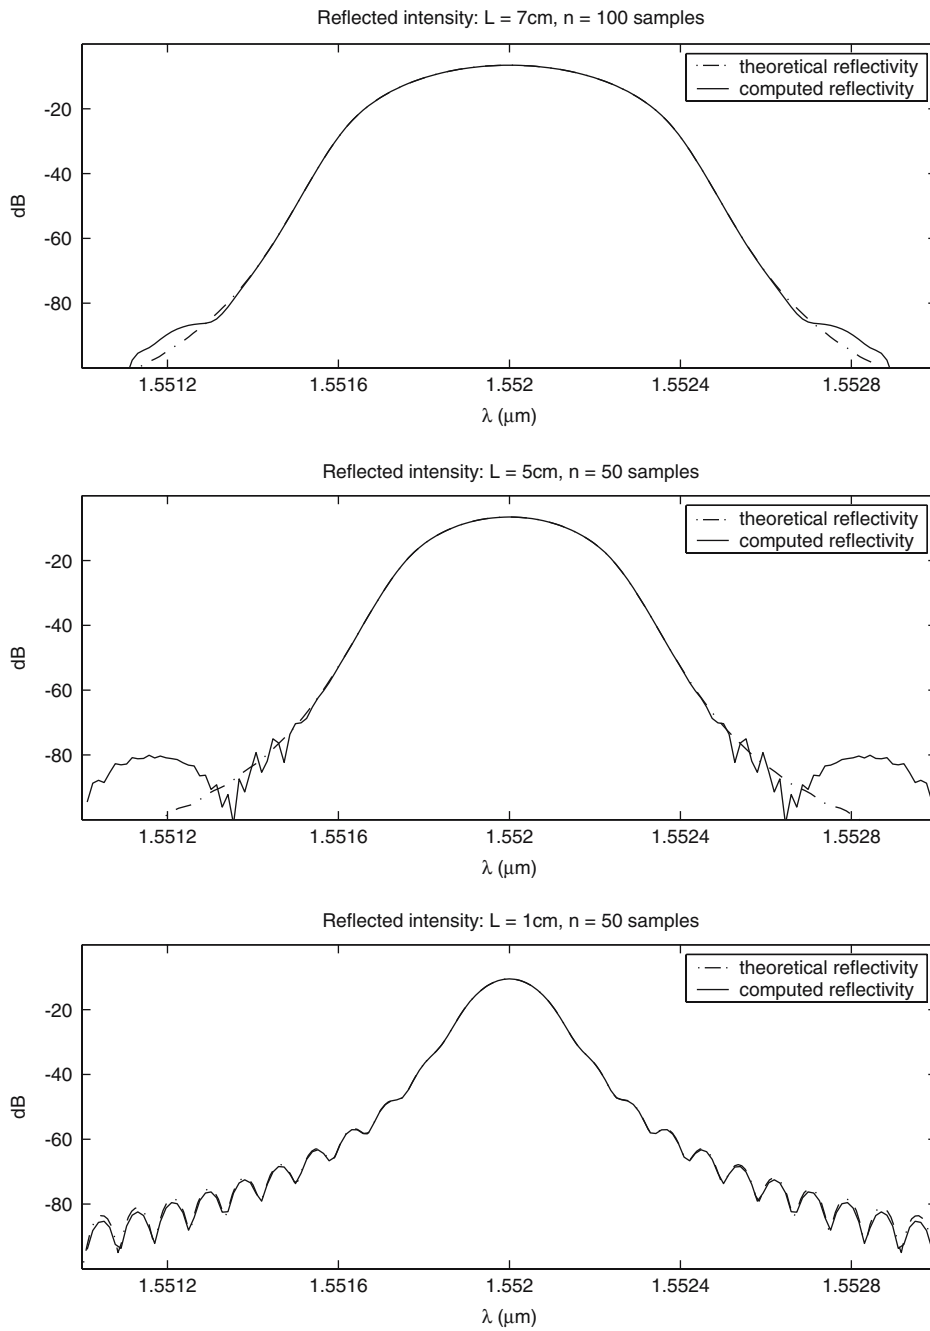 Reflected intensity: L = 7cm, n = 100 samples
theoretical reflectivity
computed reflectivity
-20
-40
-60
-80
dB
1.5512 1.5516 1.552 1.5524 1.5528
λ (μm)
Reflected intensity: L = 5cm, n = 50 samples
theoretical reflectivity
computed reflectivity
-20
-40
-60
-80
dB
1.5512 1.5516 1.552 1.5524 1.5528
λ (μm)
Reflected intensity: L = 1cm, n = 50 samples
theoretical reflectivity
computed reflectivity
-20
-40
-60
-80
dB
1.5512 1.5516 1.552 1.5524 1.5528
λ (μm)